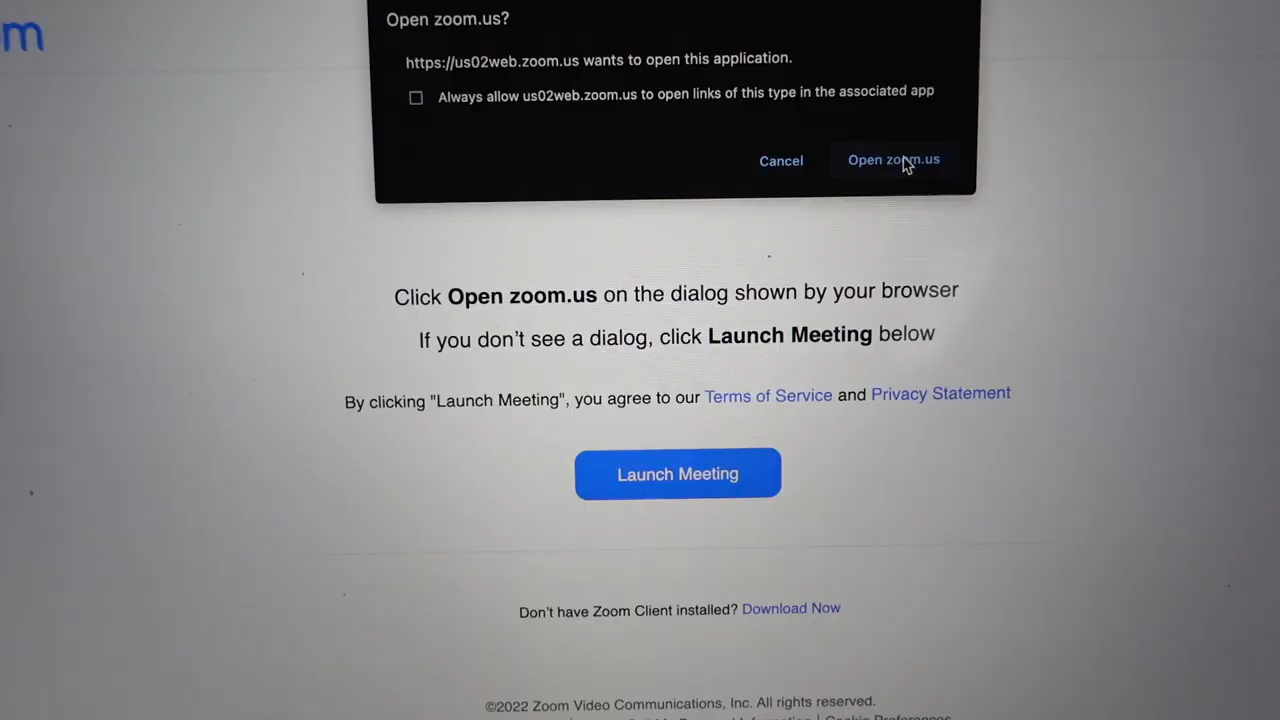 m
Open zoom.us?
https://us02web.zoom.us wants to open this application.
Always allow us02web.zoom.us to open links of this type in the associated app
Cancel
Open zoom.us
Click Open zoom.us on the dialog shown by your browser
If you don't see a dialog, click Launch Meeting below
By clicking "Launch Meeting", you agree to our Terms of Service and Privacy Statement
Launch Meeting
Don't have Zoom Client installed? Download Now
©2022 Zoom Video Communications, Inc. All rights reserved.